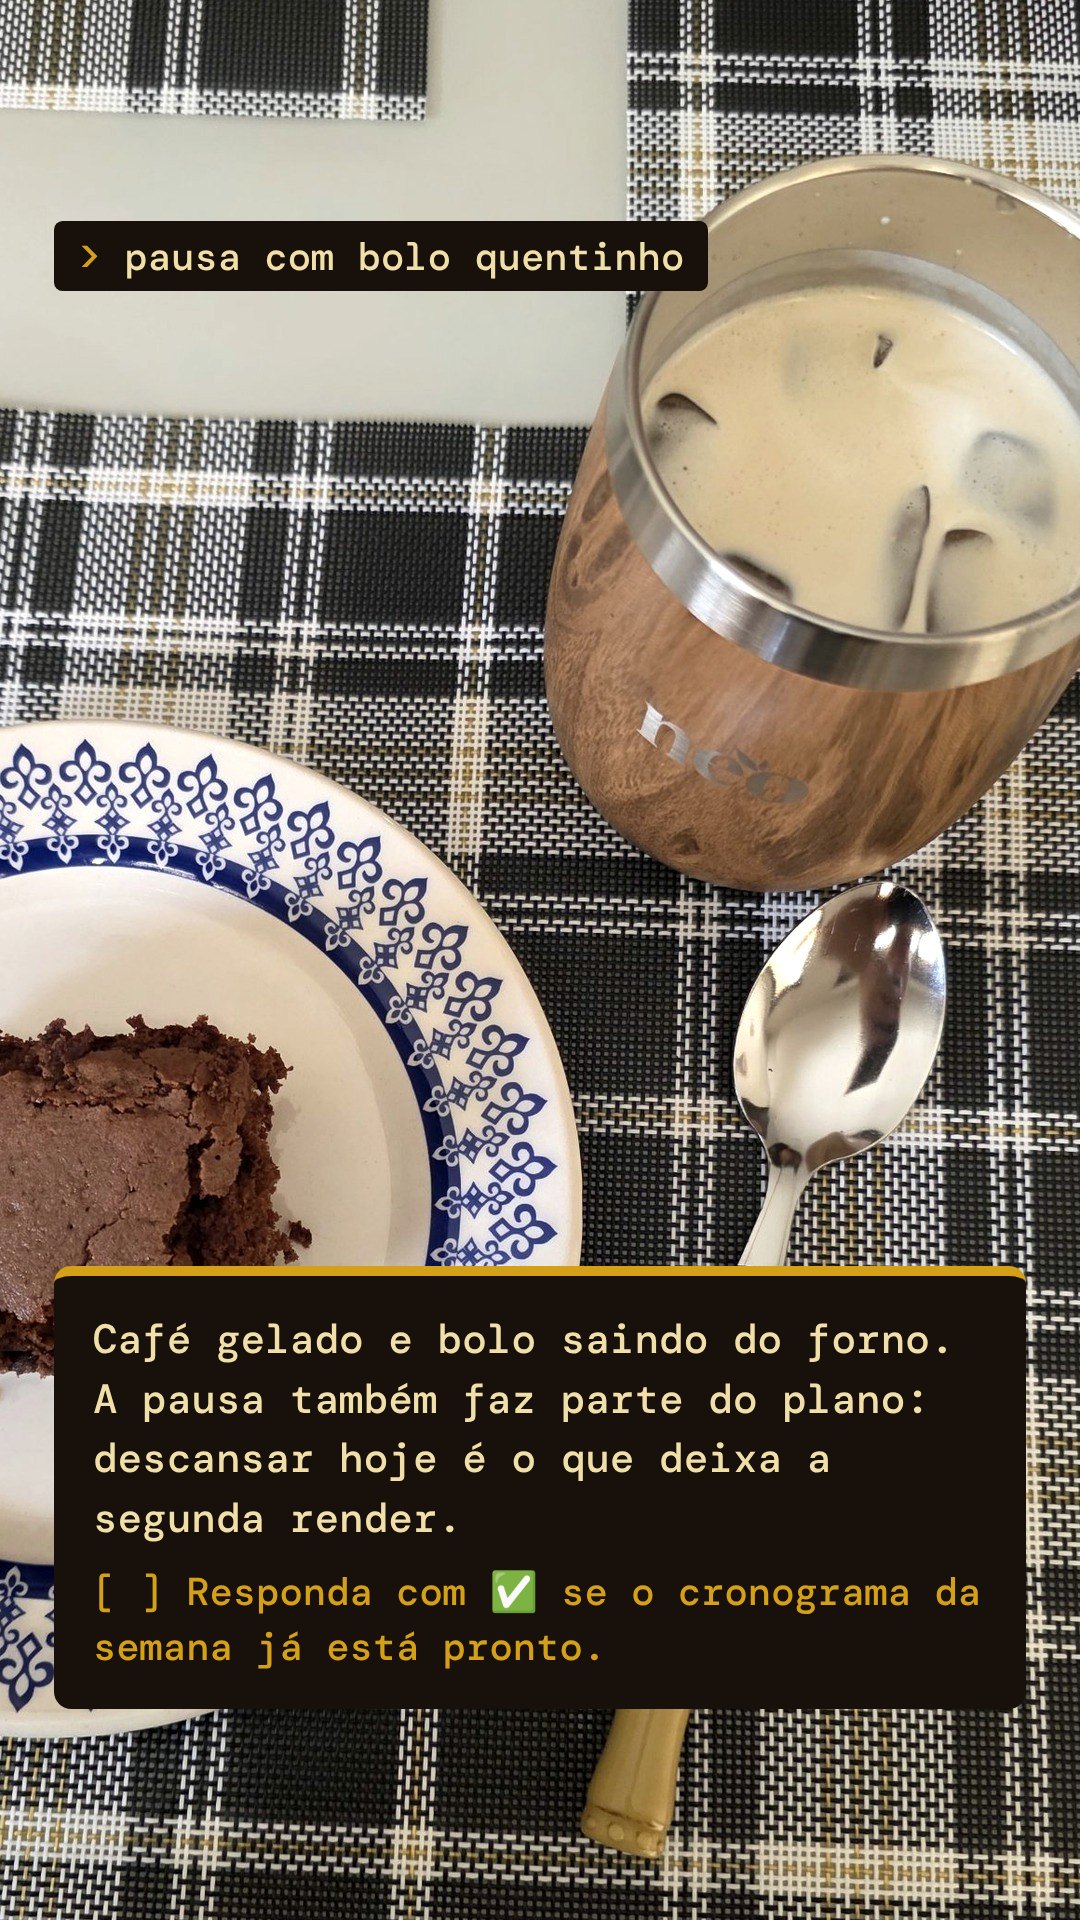 > pausa com bolo quentinho
neo
Café gelado e bolo saindo do forno.
A pausa também faz parte do plano:
descansar hoje é o que deixa a
segunda render.
[ ] Responda com ✅ se o cronograma da
semana já está pronto.